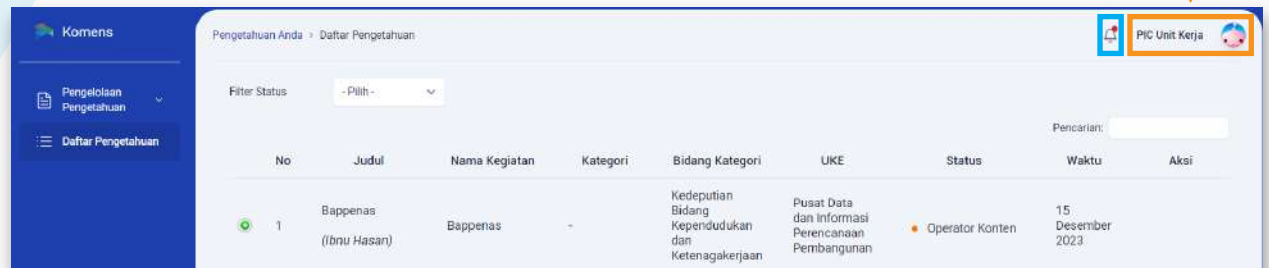 Komens
Pengetahuan Anda > Daftar Pengetahuan
PIC Unit Kerja
Pengelolaan
Pengetahuan
Daftar Pengetahuan
Filter Status
- Pilih -
Pencarian:
No Judul Nama Kegiatan Kategori Bidang Kategori UKE Status Waktu Aksi
1
Bappenas
(Ibnu Hasan)
Bappenas
-
Kedeputian
Bidang
Kependudukan
dan
Ketenagakerjaan
Pusat Data
dan Informasi
Perencanaan
Pembangunan
Operator Konten
15
Desember
2023